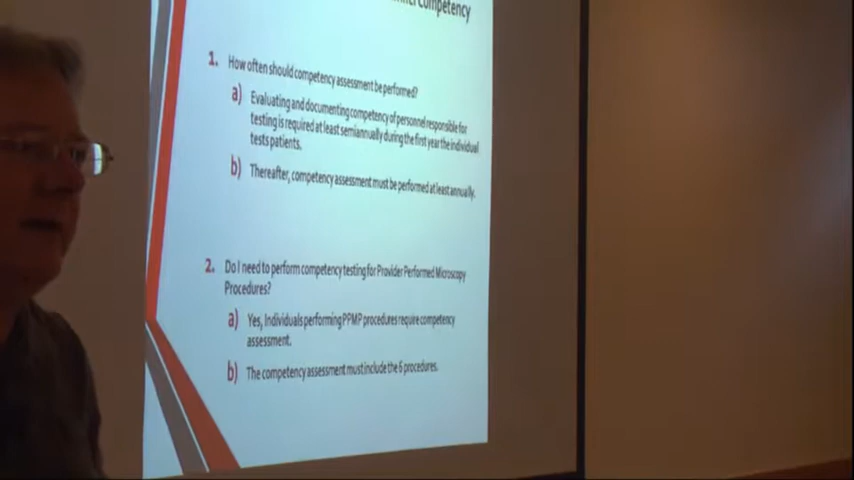 Competency
1. How often should competency assessment be performed?
a) Evaluating and documenting competency of personnel responsible for
testing is required at least semiannually during the first year the individual
tests patients.
b) Thereafter, competency assessment must be performed at least annually.
2. Do I need to perform competency testing for Provider Performed Microscopy
Procedures?
a) Yes, Individuals performing PPMP procedures require competency
assessment.
b) The competency assessment must include the 6 procedures.